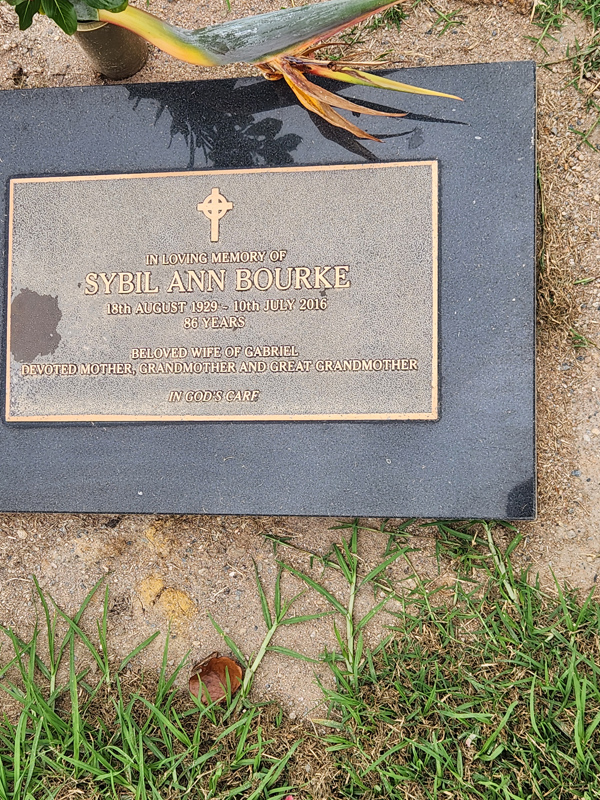 IN LOVING MEMORY OF
SYBIL ANN BOURKE
18th AUGUST 1929 ~ 10th JULY 2016
86 YEARS
BELOVED WIFE OF GABRIEL
DEVOTED MOTHER, GRANDMOTHER AND GREAT GRANDMOTHER
IN GOD'S CARE